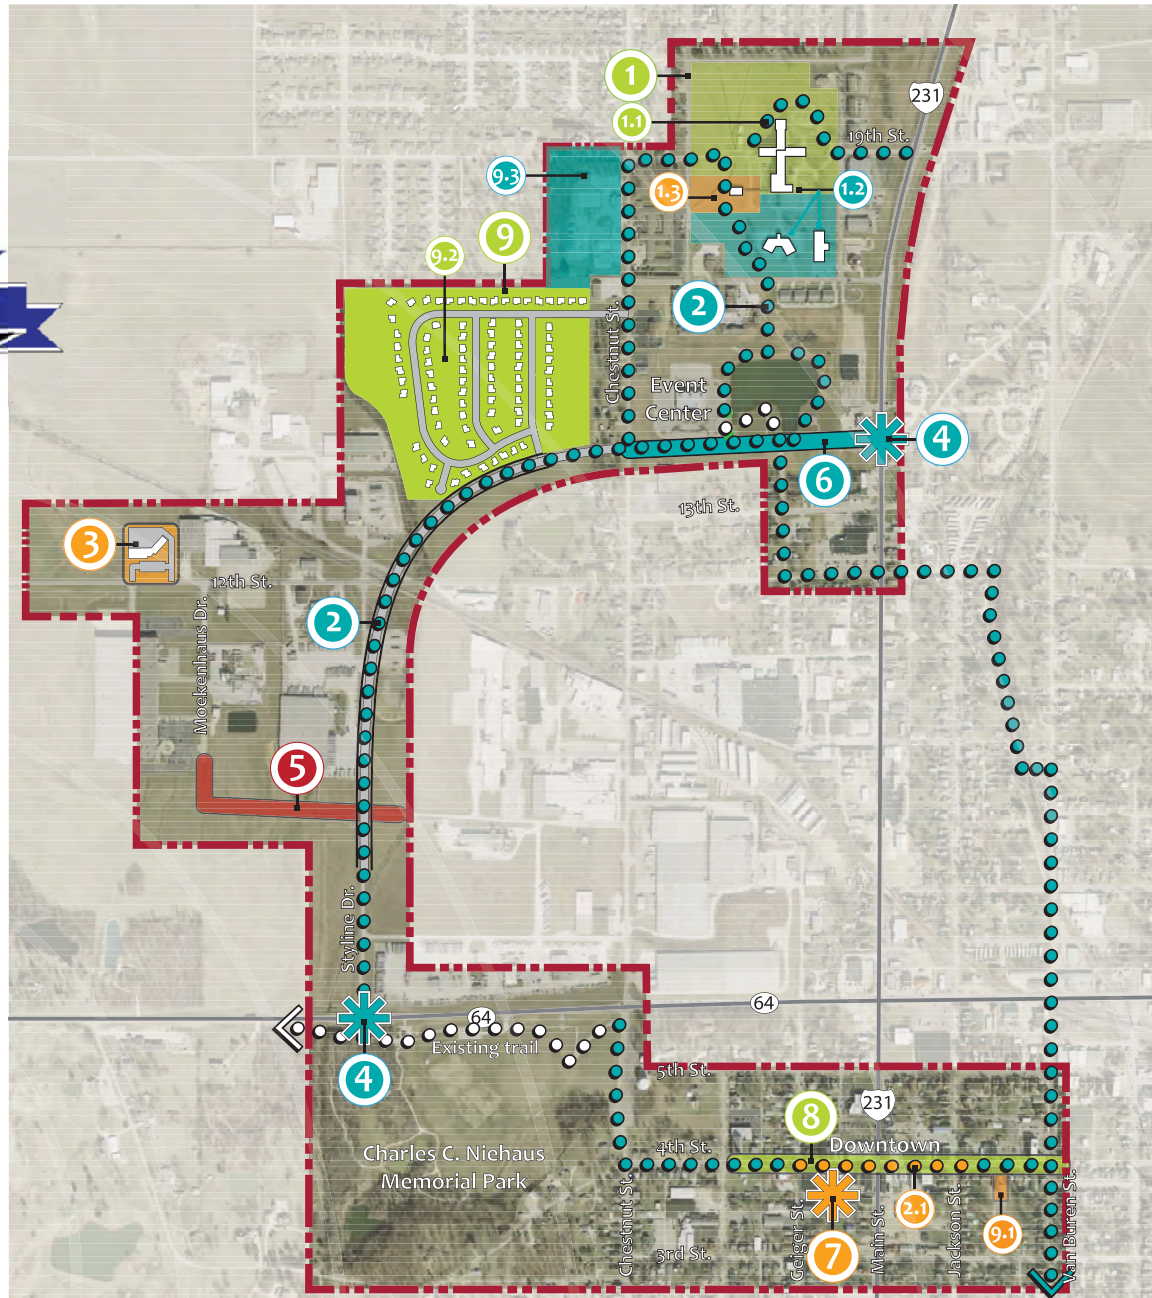 1
231
1.1
19th St.
9.3
1.3
1.2
9
9.2
2
Chestnut St.
Event
Center
4
6
13th St.
3
12th St.
2
Moekenhaus Dr.
5
Styline Dr.
64
64
Existing trail
4
5th St.
231
8
Downtown
4th St.
Charles C. Niehaus
Memorial Park
Chestnut St.
Geiger St.
Main St.
2.1
Jackson St.
9.1
Van Buren St.
3rd St.
7